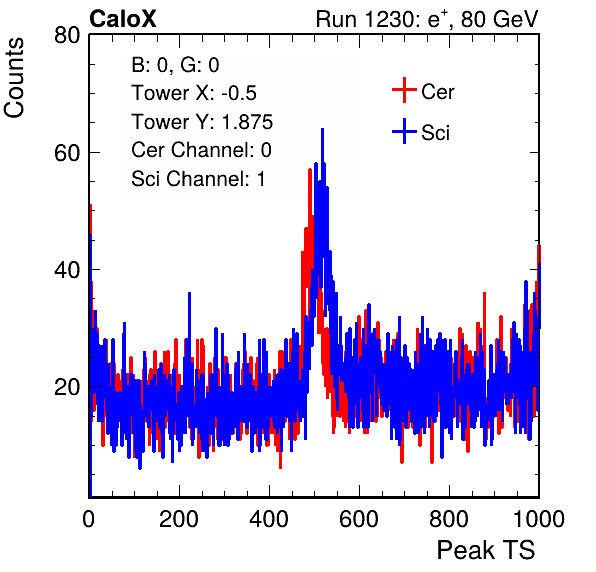 CaloX
Run 1230: e⁺, 80 GeV
Counts
80
60
40
20
B: 0, G: 0
Tower X: -0.5
Tower Y: 1.875
Cer Channel: 0
Sci Channel: 1
Cer
Sci
0
200
400
600
800
1000
Peak TS